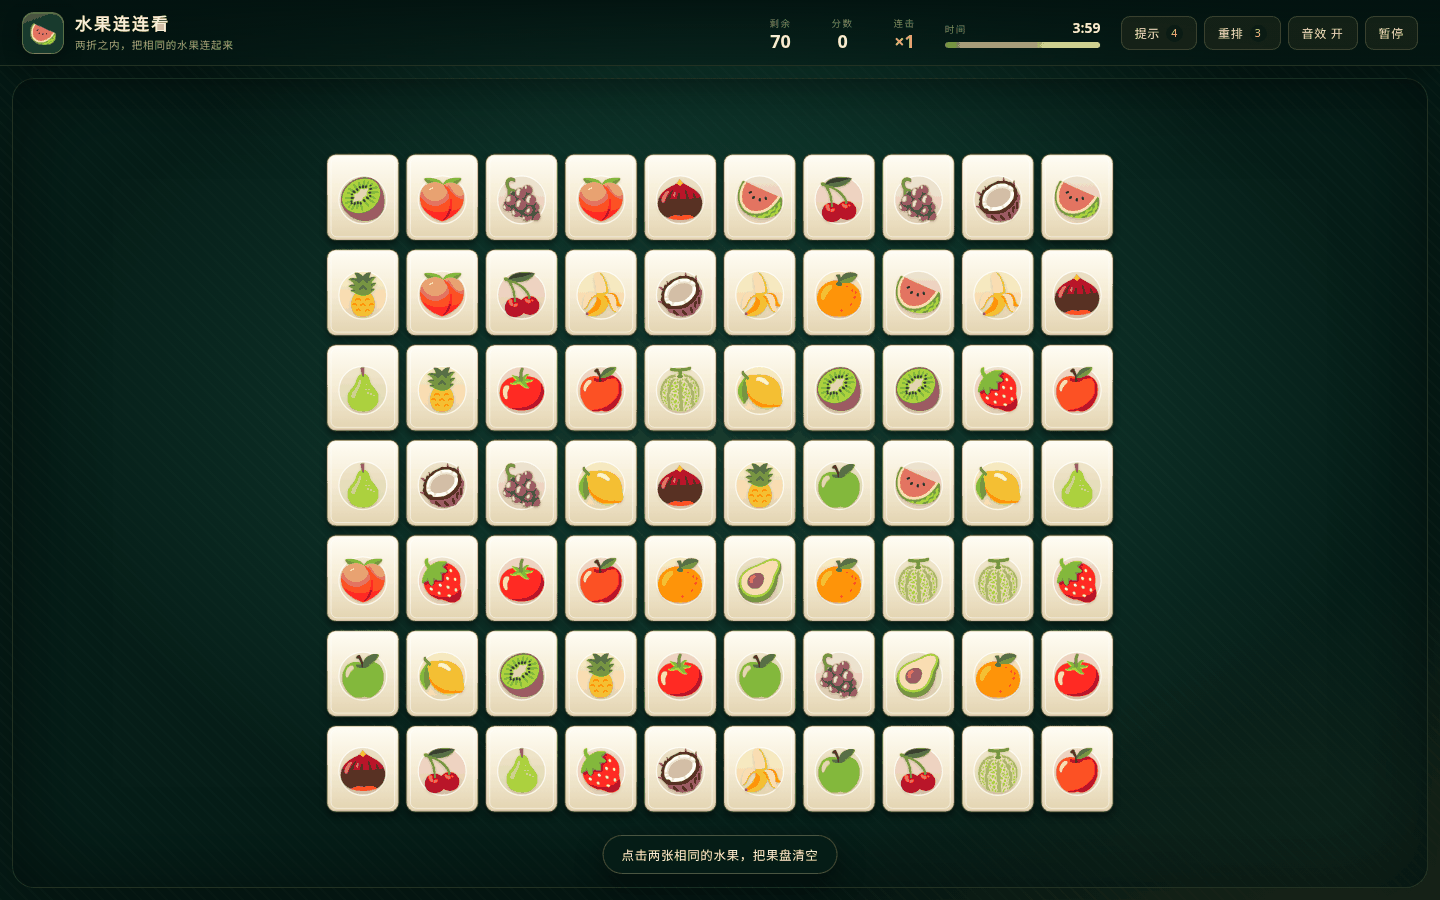 水果连连看
两折之内，把相同的水果连起来
剩余
70
分数
0
连击
×1
时间
3:59
提示 4
重排 3
音效 开
暂停
点击两张相同的水果，把果盘清空